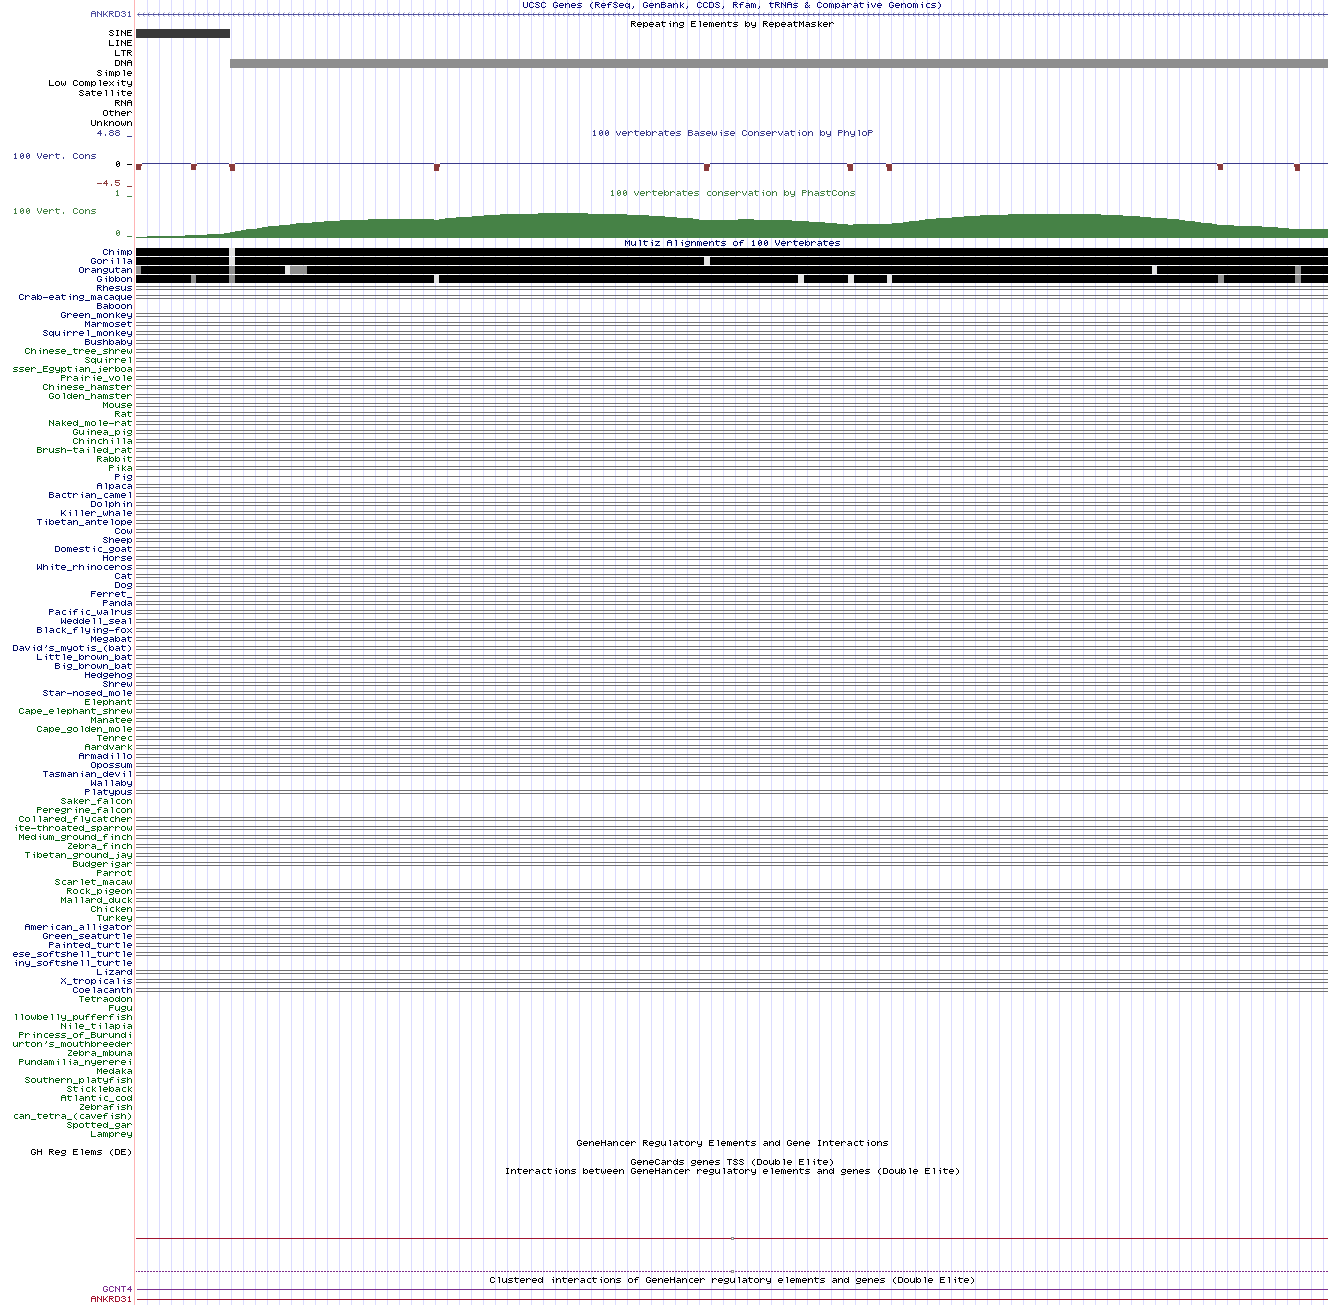 UCSC Genes (RefSeq, GenBank, CCDS, Rfam, tRNAs & Comparative Genomics)
ANKRD31
Repeating Elements by RepeatMasker
SINE
LINE
LTR
DNA
Simple
Low Complexity
Satellite
RNA
Other
Unknown
4.88 _
100 vertebrates Basewise Conservation by PhyloP
100 Vert. Cons
0 -
-4.5 _
100 vertebrates conservation by PhastCons
1 _
100 Vert. Cons
0 _
Multiz Alignments of 100 Vertebrates
Chimp
Gorilla
Orangutan
Gibbon
Rhesus
Crab-eating_macaque
Baboon
Green_monkey
Marmoset
Squirrel_monkey
Bushbaby
Chinese_tree_shrew
Squirrel
sser_Egyptian_jerboa
Prairie_vole
Chinese_hamster
Golden_hamster
Mouse
Rat
Naked_mole-rat
Guinea_pig
Chinchilla
Brush-tailed_rat
Rabbit
Pika
Pig
Alpaca
Bactrian_camel
Dolphin
Killer_whale
Tibetan_antelope
Cow
Sheep
Domestic_goat
Horse
White_rhinoceros
Cat
Dog
Ferret_
Panda
Pacific_walrus
Weddell_seal
Black_flying-fox
Megabat
David's_myotis_(bat)
Little_brown_bat
Big_brown_bat
Hedgehog
Shrew
Star-nosed_mole
Elephant
Cape_elephant_shrew
Manatee
Cape_golden_mole
Tenrec
Aardvark
Armadillo
Opossum
Tasmanian_devil
Wallaby
Platypus
Saker_falcon
Peregrine_falcon
Collared_flycatcher
ite-throated_sparrow
Medium_ground_finch
Zebra_finch
Tibetan_ground_jay
Budgerigar
Parrot
Scarlet_macaw
Rock_pigeon
Mallard_duck
Chicken
Turkey
American_alligator
Green_seaturtle
Painted_turtle
ese_softshell_turtle
iny_softshell_turtle
Lizard
X_tropicalis
Coelacanth
Tetraodon
Fugu
llowbelly_pufferfish
Nile_tilapia
Princess_of_Burundi
urton's_mouthbreeder
Zebra_mbuna
Pundamilia_nyererei
Medaka
Southern_platyfish
Stickleback
Atlantic_cod
Zebrafish
can_tetra_(cavefish)
Spotted_gar
Lamprey
GeneHancer Regulatory Elements and Gene Interactions
GH Reg Elems (DE)
GeneCards genes TSS (Double Elite)
Interactions between GeneHancer regulatory elements and genes (Double Elite)
Clustered interactions of GeneHancer regulatory elements and genes (Double Elite)
GCNT4
ANKRD31